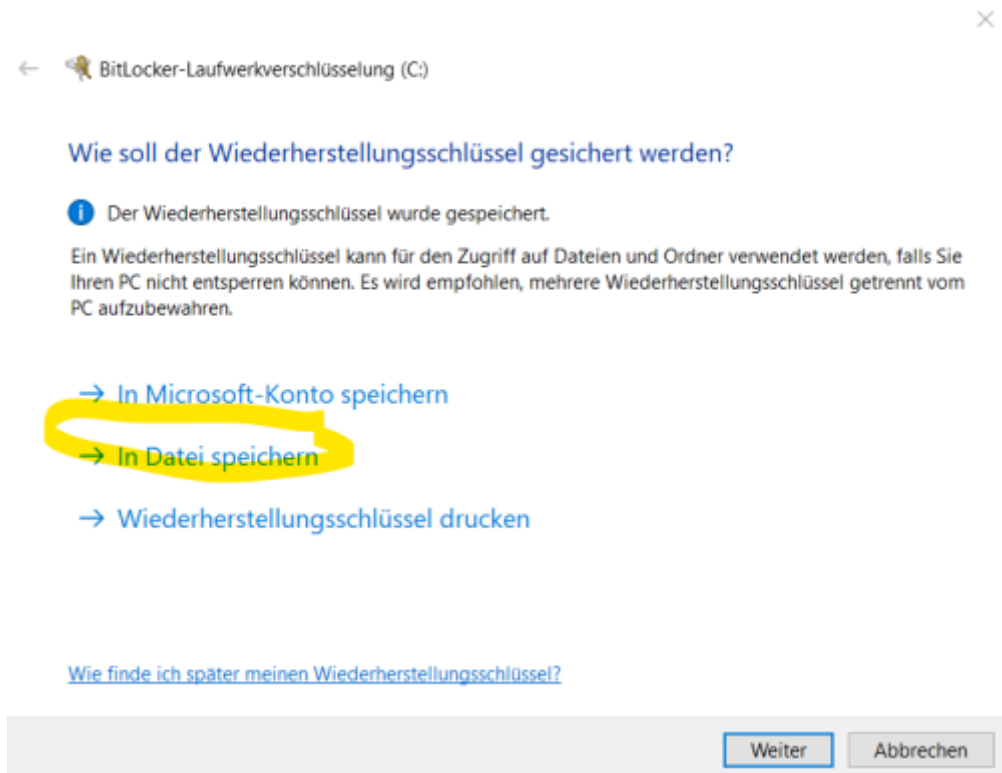 BitLocker-Laufwerkverschlüsselung (C:)
Wie soll der Wiederherstellungsschlüssel gesichert werden?
Der Wiederherstellungsschlüssel wurde gespeichert.
Ein Wiederherstellungsschlüssel kann für den Zugriff auf Dateien und Ordner verwendet werden, falls Sie
Ihren PC nicht entsperren können. Es wird empfohlen, mehrere Wiederherstellungsschlüssel getrennt vom
PC aufzubewahren.
In Microsoft-Konto speichern
In Datei speichern
Wiederherstellungsschlüssel drucken
Wie finde ich später meinen Wiederherstellungsschlüssel?
Weiter Abbrechen